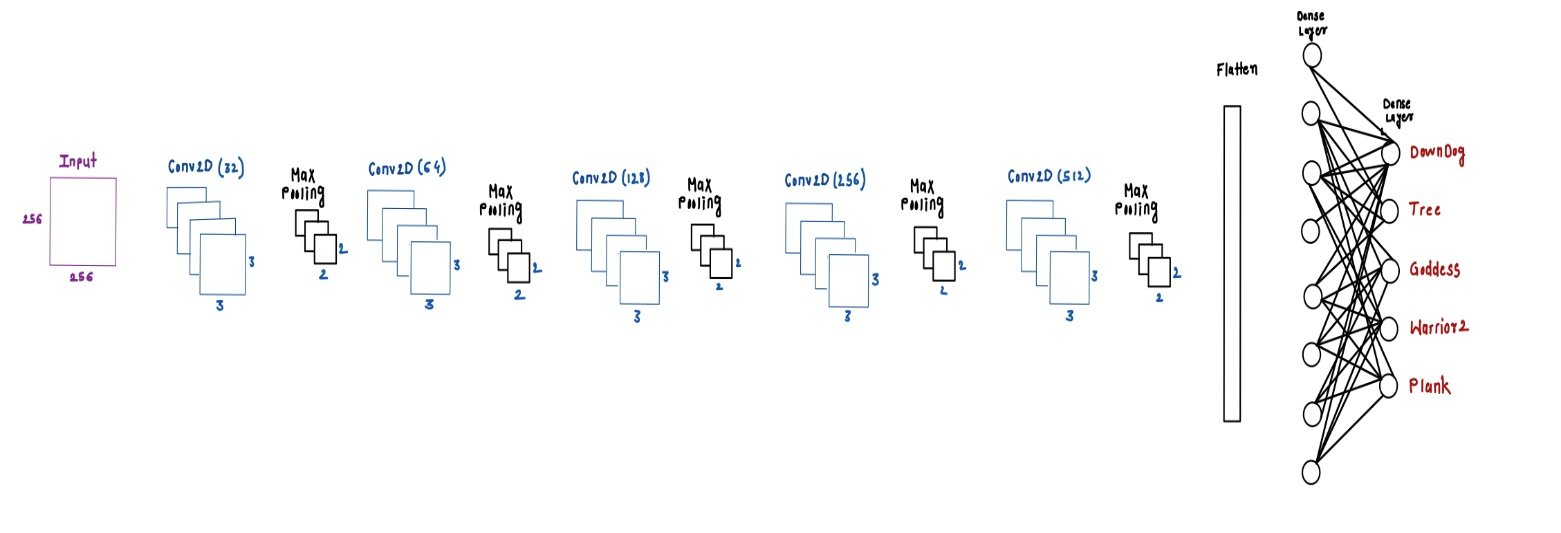 Input
256
256
Conv2D (32)
3
3
Max
Pooling
2
2
Conv2D (64)
3
3
Max
Pooling
2
2
Conv2D (128)
3
3
Max
Pooling
2
2
Conv2D (256)
3
3
Max
Pooling
2
2
Conv2D (512)
3
3
Max
Pooling
2
2
Flatten
Dense
Layer
Dense
Layer
DownDog
Tree
Goddess
Warrior2
Plank